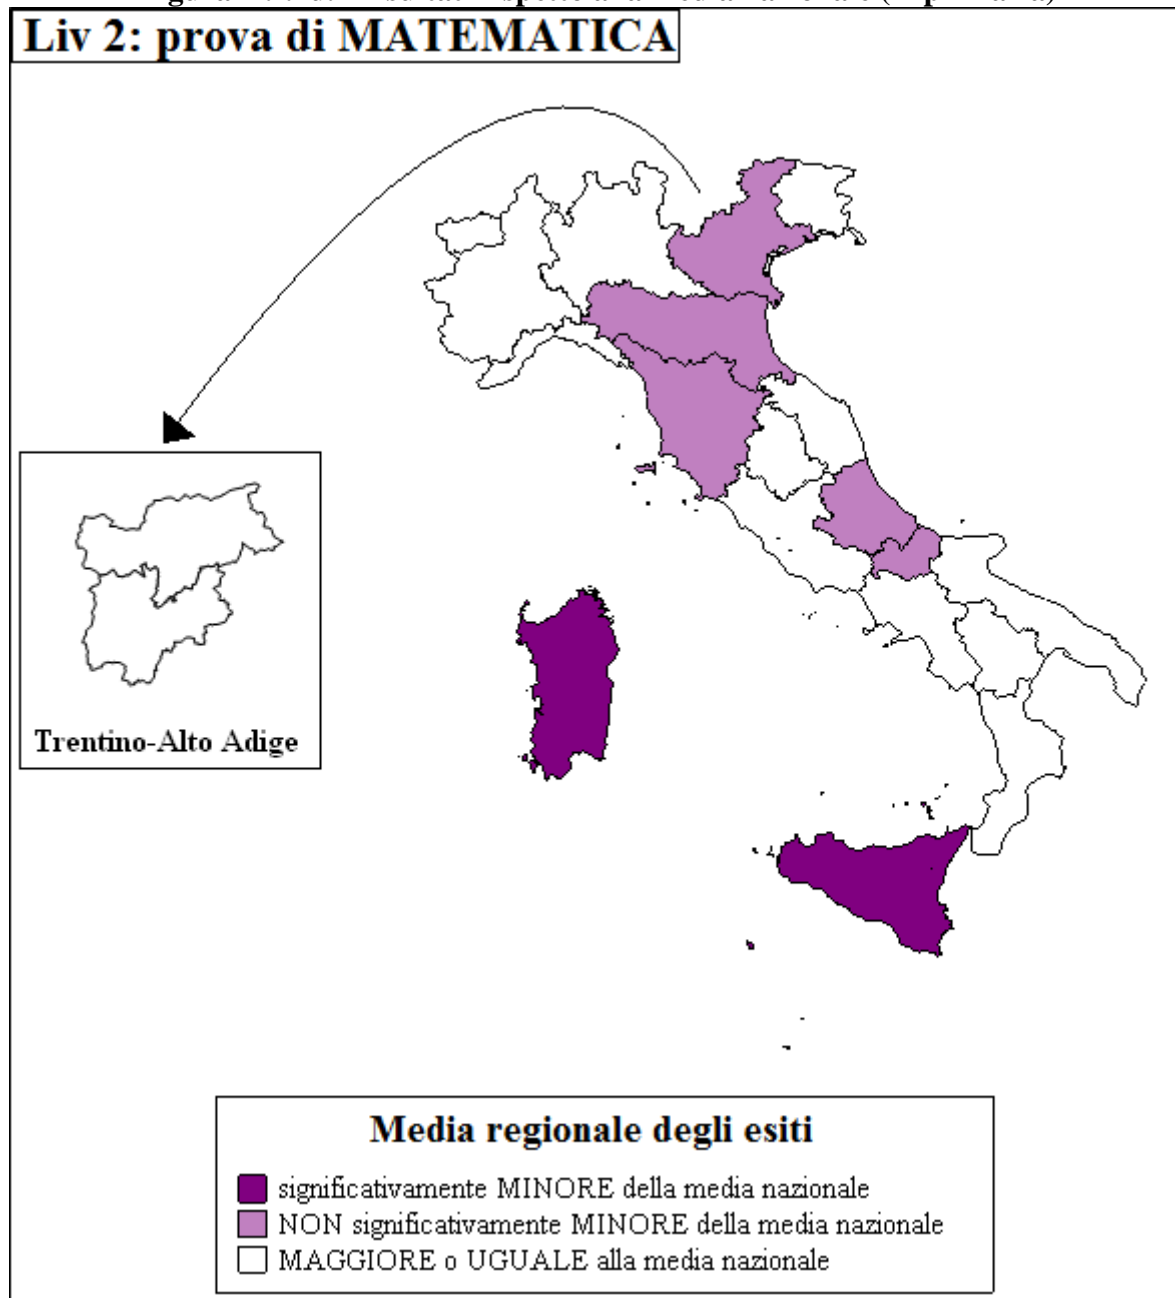 Liv 2: prova di MATEMATICA
Trentino-Alto Adige
Media regionale degli esiti
significativamente MINORE della media nazionale
NON significativamente MINORE della media nazionale
MAGGIORE o UGUALE alla media nazionale